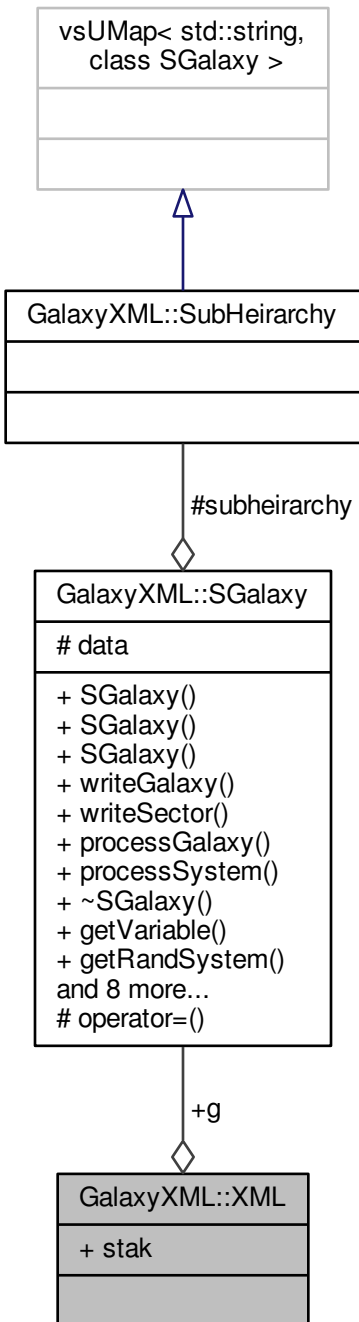 vsUMap< std::string,
class SGalaxy >
GalaxyXML::SubHeirarchy
#subheirarchy
GalaxyXML::SGalaxy
# data
+ SGalaxy()
+ SGalaxy()
+ SGalaxy()
+ writeGalaxy()
+ writeSector()
+ processGalaxy()
+ processSystem()
+ ~SGalaxy()
+ getVariable()
+ getRandSystem()
and 8 more...
# operator=()
+g
GalaxyXML::XML
+ stak